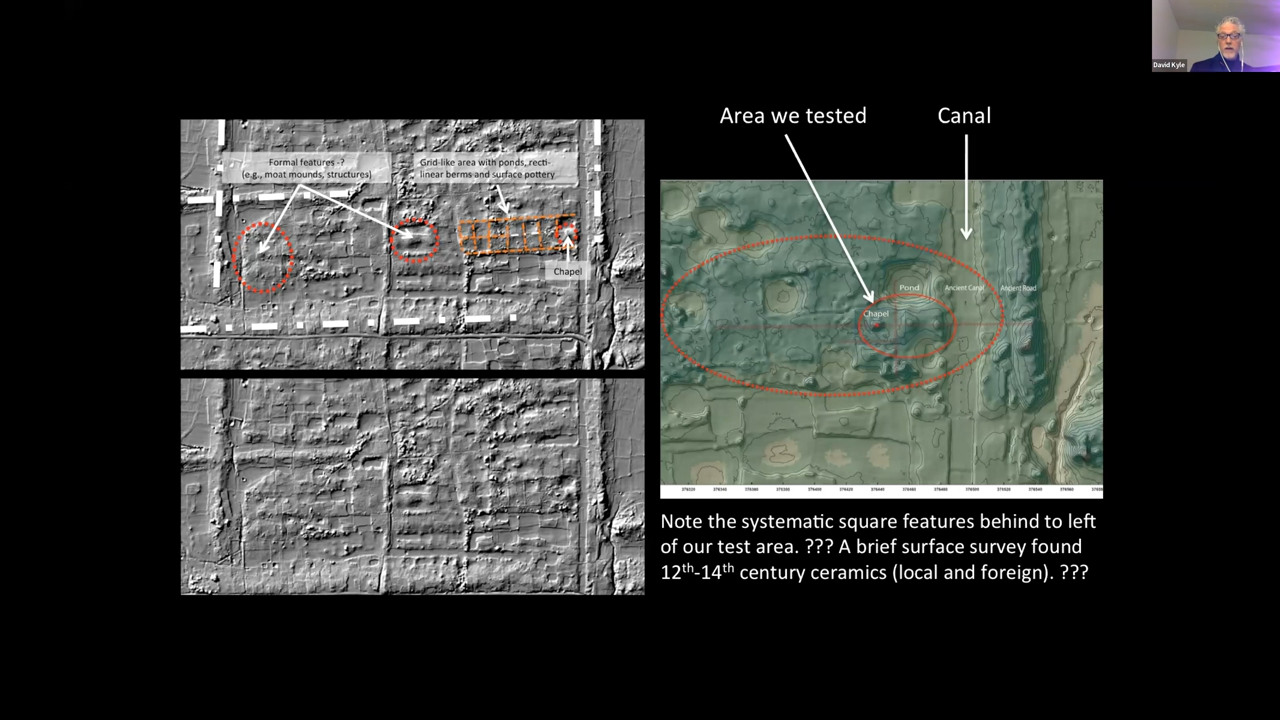 David Kyle
Area we tested
Canal
Formal features -?
(e.g., moat mounds, structures)
Grid-like area with ponds, recti-
linear berms and surface pottery
Chapel
Pond
Ancient Canal
Ancient Road
Chapel
Note the systematic square features behind to left
of our test area. ??? A brief surface survey found
12th-14th century ceramics (local and foreign). ???